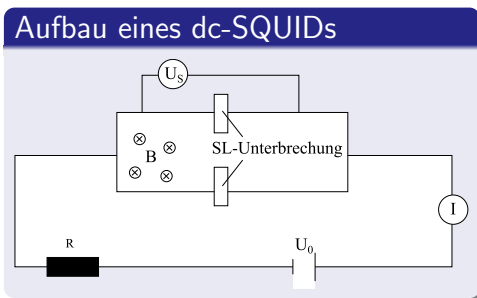 Aufbau eines dc-SQUIDs
U_S
B
SL-Unterbrechung
I
R
U_0